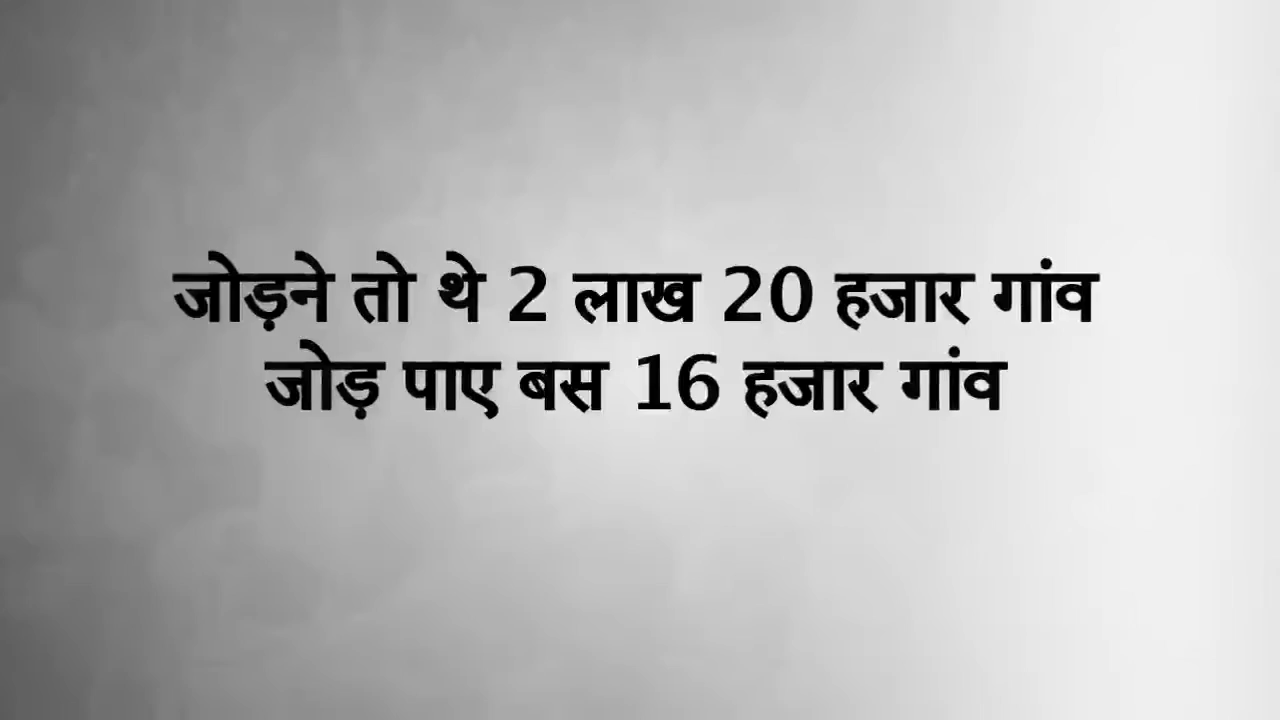 जोड़ने तो थे 2 लाख 20 हजार गांव
जोड़ पाए बस 16 हजार गांव